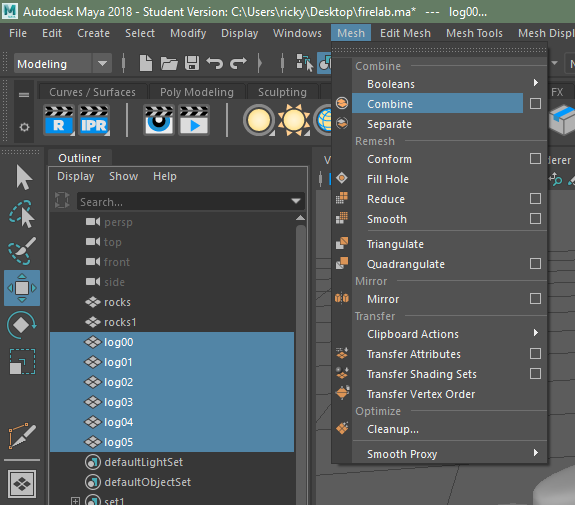 Autodesk Maya 2018 - Student Version: C:\Users\ricky\Desktop\firelab.ma* --- log00...
File Edit Create Select Modify Display Windows Mesh Edit Mesh Mesh Tools Mesh Displ
Modeling
Curves / Surfaces Poly Modeling FX
IPR
Outliner
Display Show Help
Search...
persp
top
front
side
rocks
rocks1
log00
log01
log02
log03
log04
log05
defaultLightSet
defaultObjectSet
set1
Combine
Booleans
Combine
Separate
Remesh
Conform
Fill Hole
Reduce
Smooth
Triangulate
Quadrangulate
Mirror
Mirror
Transfer
Clipboard Actions
Transfer Attributes
Transfer Shading Sets
Transfer Vertex Order
Optimize
Cleanup...
Smooth Proxy